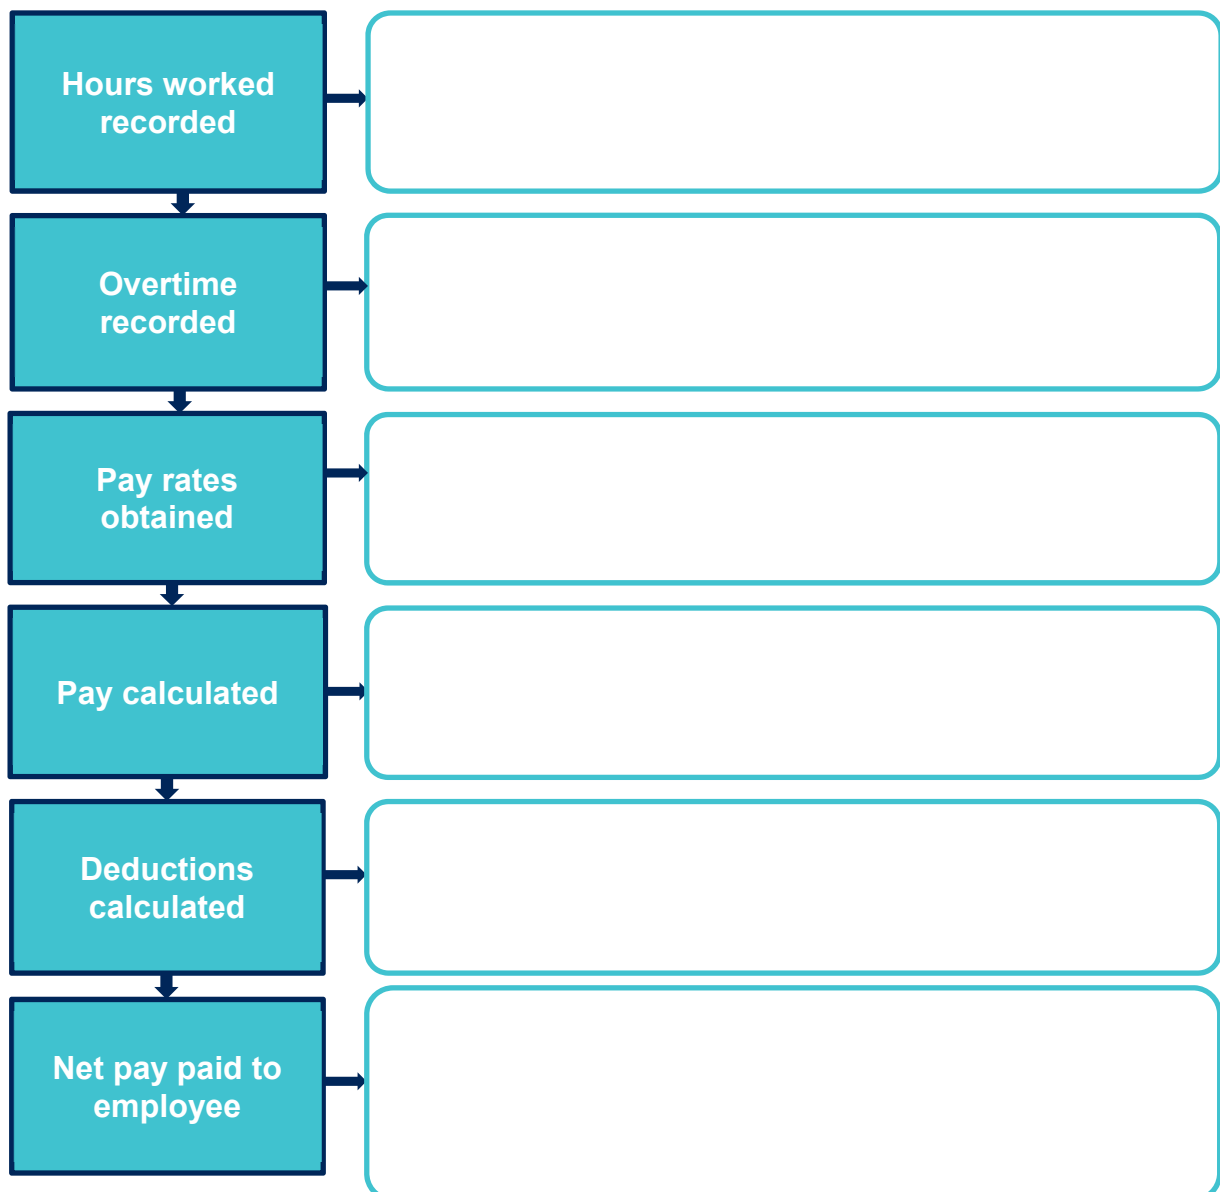 Hours worked
recorded
Overtime
recorded
Pay rates
obtained
Pay calculated
Deductions
calculated
Net pay paid to
employee